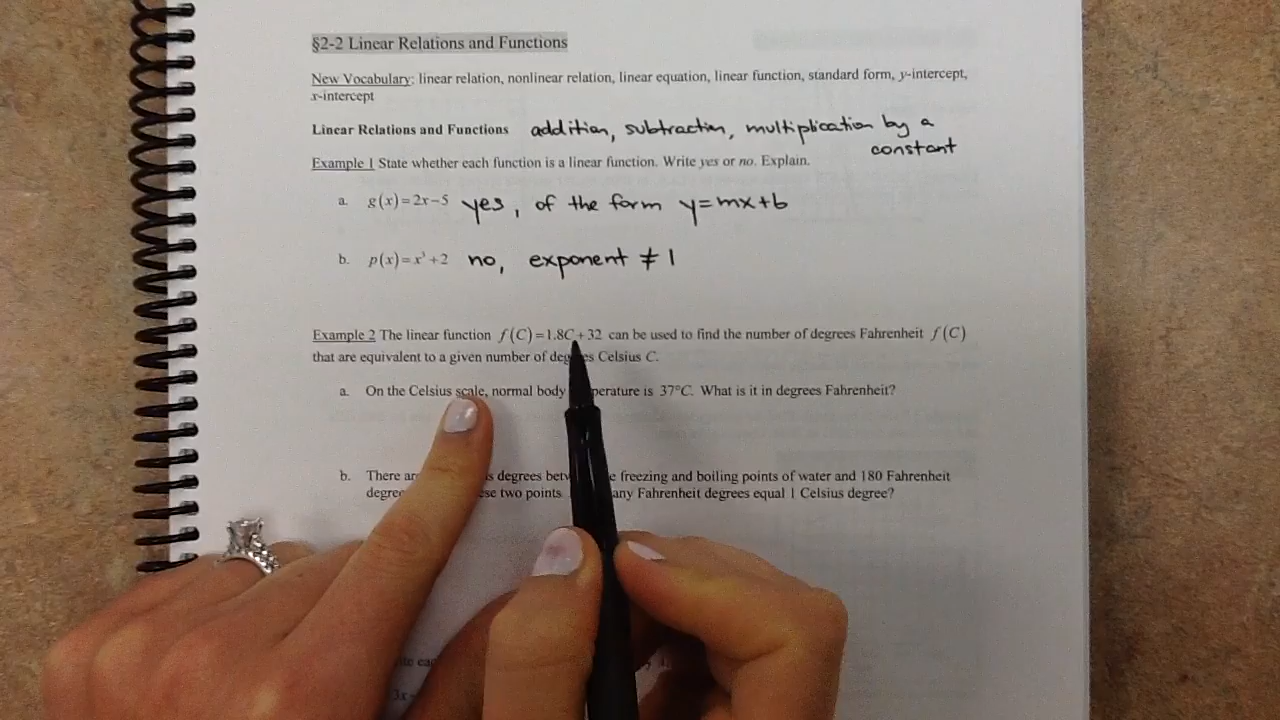 §2-2 Linear Relations and Functions
New Vocabulary: linear relation, nonlinear relation, linear equation, linear function, standard form, y-intercept,
x-intercept
Linear Relations and Functions addition, subtraction, multiplication by a
constant
Example 1 State whether each function is a linear function. Write yes or no. Explain.
a. g(x)=2x−5 yes, of the form y=mx+b
b. p(x)=x³+2 no, exponent ≠ 1
Example 2 The linear function f(C)=1.8C+32 can be used to find the number of degrees Fahrenheit f(C)
that are equivalent to a given number of degrees Celsius C.
a. On the Celsius scale, normal body temperature is 37°C. What is it in degrees Fahrenheit?
b. There degrees freezing and boiling points of water and 180 Fahrenheit
these two points any Fahrenheit degrees equal 1 Celsius degree?
3x